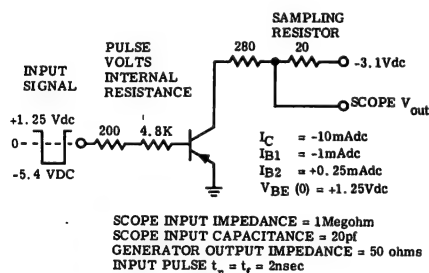 SAMPLING
RESISTOR
PULSE
VOLTS
INTERNAL
RESISTANCE
280
20
-3.1Vdc
INPUT
SIGNAL
SCOPE Vout
+1.25 Vdc
0
-5.4 VDC
200
4.8K
IC = -10mAdc
IB1 = -1mAdc
IB2 = +0.25mAdc
VBE (0) = +1.25Vdc
SCOPE INPUT IMPEDANCE = 1Megohm
SCOPE INPUT CAPACITANCE = 20pf
GENERATOR OUTPUT IMPEDANCE = 50 ohms
INPUT PULSE tr = tf = 2nsec